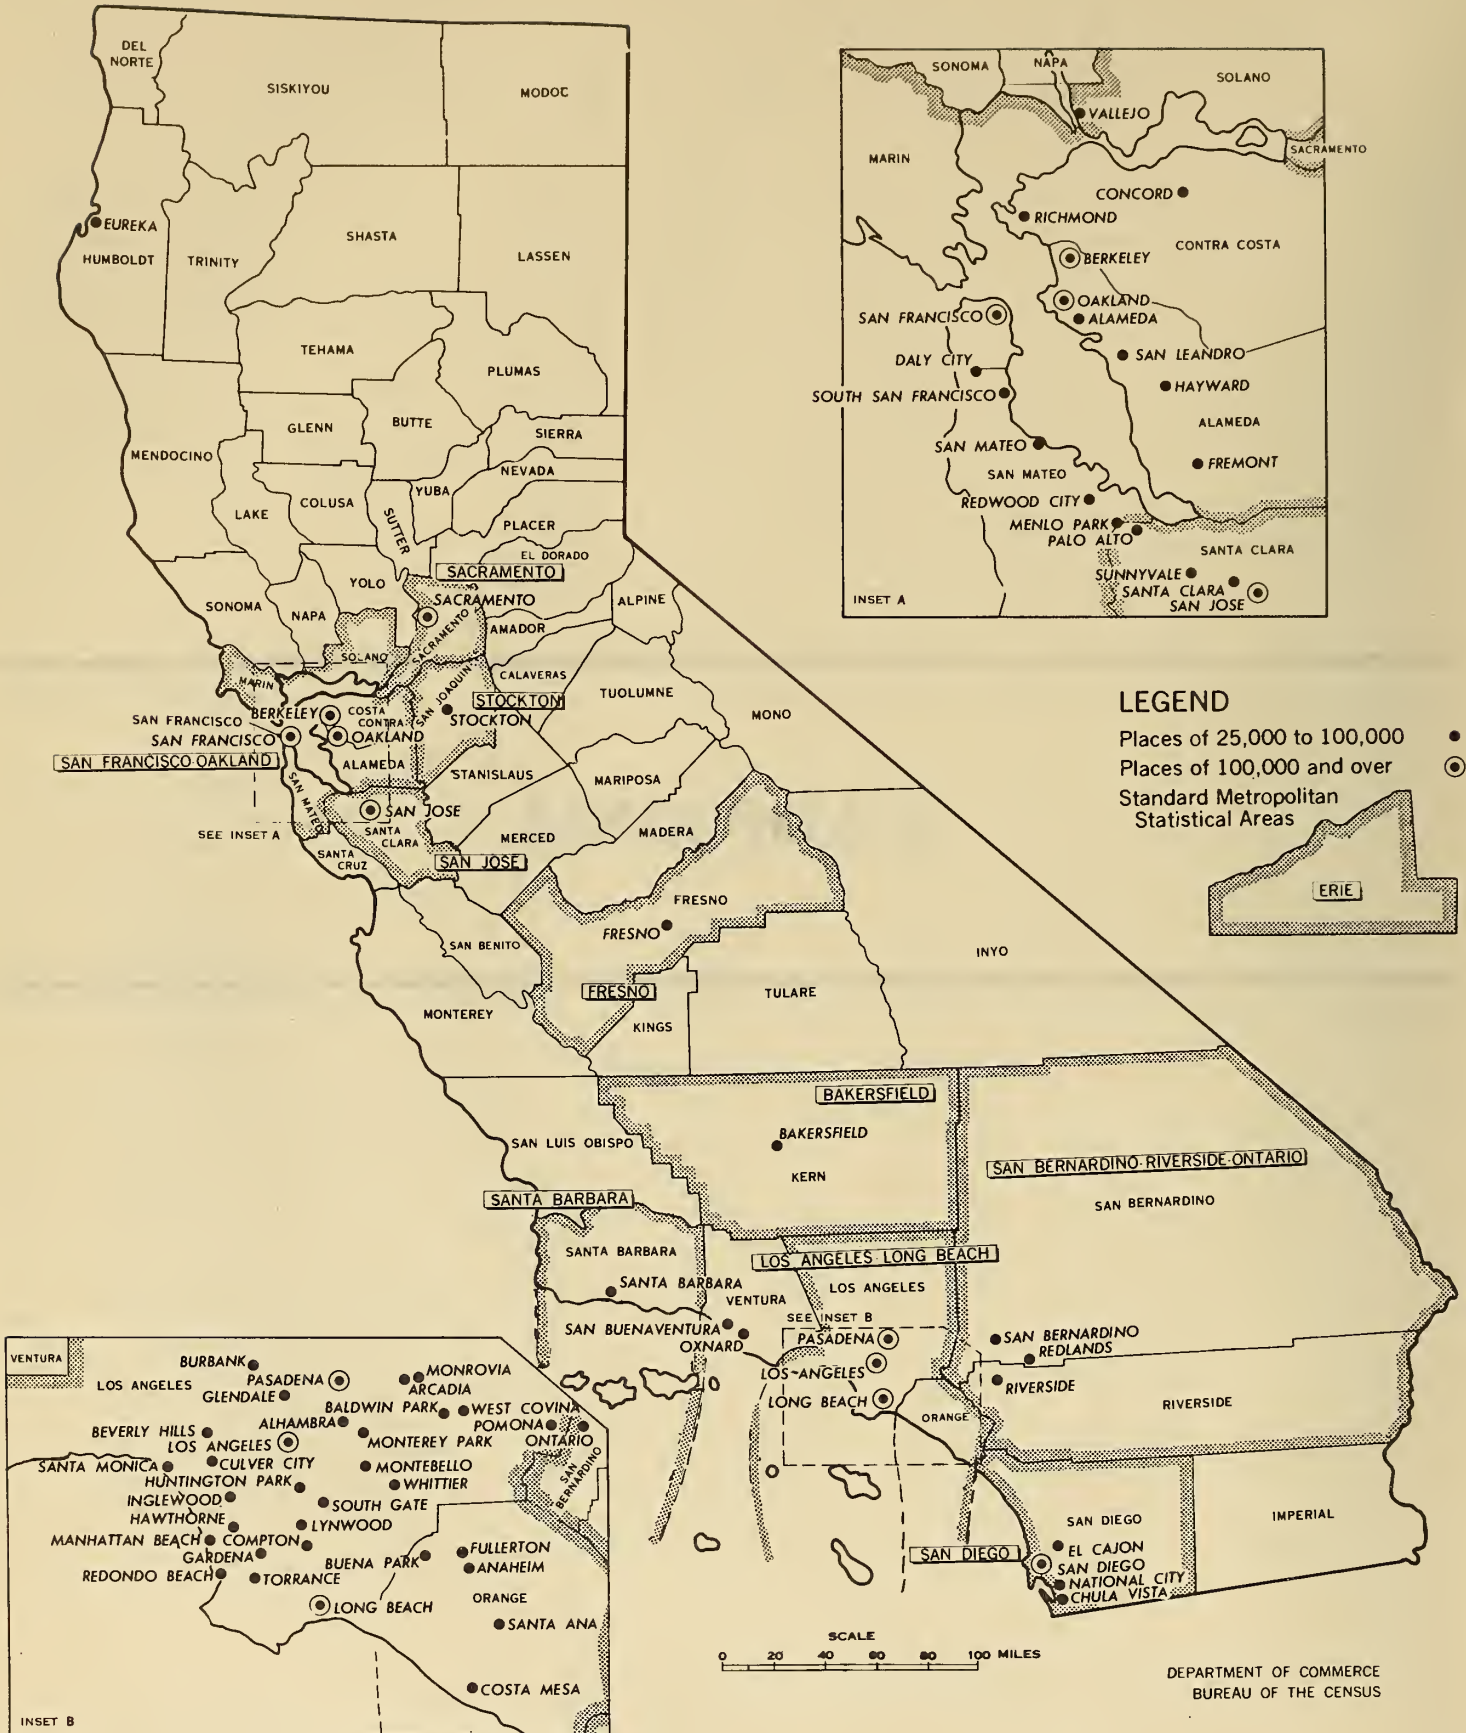 DEL
NORTE
SISKIYOU
MODOC
EUREKA
HUMBOLDT
TRINITY
SHASTA
LASSEN
TEHAMA
PLUMAS
GLENN
BUTTE
SIERRA
MENDOCINO
NEVADA
YUBA
COLUSA
LAKE
SUTTER
PLACER
EL DORADO
SACRAMENTO
YOLO
SONOMA
NAPA
SACRAMENTO
SACRAMENTO
ALPINE
AMADOR
SOLANO
MARIN
SAN JOAQUIN
CALAVERAS
TUOLUMNE
MONO
STOCKTON
STOCKTON
BERKELEY
COSTA
CONTRA
SAN FRANCISCO
SAN FRANCISCO
OAKLAND
SAN FRANCISCO-OAKLAND
ALAMEDA
STANISLAUS
MARIPOSA
SAN MATEO
SAN JOSE
SEE INSET A
SANTA
CLARA
MERCED
MADERA
SANTA
CRUZ
SAN JOSE
FRESNO
FRESNO
SAN BENITO
INYO
FRESNO
TULARE
MONTEREY
KINGS
BAKERSFIELD
BAKERSFIELD
KERN
SAN LUIS OBISPO
SAN BERNARDINO-RIVERSIDE-ONTARIO
SAN BERNARDINO
SANTA BARBARA
SANTA BARBARA
SANTA BARBARA
LOS ANGELES-LONG BEACH
LOS ANGELES
VENTURA
SEE INSET B
SAN BUENAVENTURA
OXNARD
PASADENA
LOS ANGELES
LONG BEACH
ORANGE
SAN BERNARDINO
REDLANDS
RIVERSIDE
RIVERSIDE
SAN DIEGO
IMPERIAL
SAN DIEGO
EL CAJON
SAN DIEGO
NATIONAL CITY
CHULA VISTA
SONOMA
NAPA
SOLANO
VALLEJO
MARIN
SACRAMENTO
CONCORD
RICHMOND
CONTRA COSTA
BERKELEY
OAKLAND
SAN FRANCISCO
ALAMEDA
DALY CITY
SAN LEANDRO
SOUTH SAN FRANCISCO
HAYWARD
ALAMEDA
SAN MATEO
SAN MATEO
FREMONT
REDWOOD CITY
MENLO PARK
PALO ALTO
SANTA CLARA
SUNNYVALE
SANTA CLARA
SAN JOSE
INSET A
LEGEND
Places of 25,000 to 100,000
Places of 100,000 and over
Standard Metropolitan
Statistical Areas
ERIE
VENTURA
LOS ANGELES
BURBANK
PASADENA
GLENDALE
MONROVIA
ARCADIA
BALDWIN PARK
WEST COVINA
ALHAMBRA
POMONA
BEVERLY HILLS
LOS ANGELES
MONTEREY PARK
ONTARIO
SANTA MONICA
CULVER CITY
MONTEBELLO
SAN
BERNARDINO
HUNTINGTON PARK
WHITTIER
INGLEWOOD
SOUTH GATE
HAWTHORNE
LYNWOOD
MANHATTAN BEACH
COMPTON
GARDENA
FULLERTON
BUENA PARK
ANAHEIM
REDONDO BEACH
TORRANCE
ORANGE
LONG BEACH
SANTA ANA
COSTA MESA
INSET B
SCALE
0 20 40 60 80 100 MILES
DEPARTMENT OF COMMERCE
BUREAU OF THE CENSUS